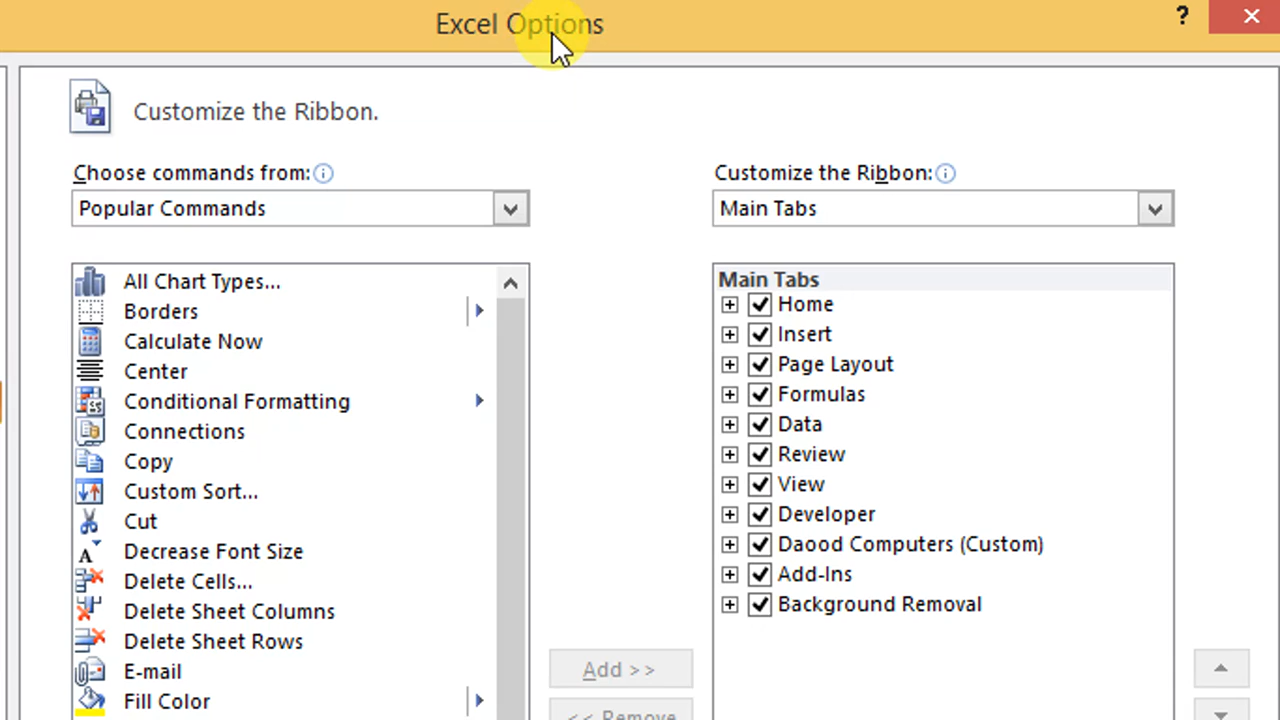 Excel Options
?
Customize the Ribbon.
Choose commands from:
Popular Commands
All Chart Types...
Borders
Calculate Now
Center
Conditional Formatting
Connections
Copy
Custom Sort...
Cut
Decrease Font Size
Delete Cells...
Delete Sheet Columns
Delete Sheet Rows
E-mail
Fill Color
Add >>
<< Remove
Customize the Ribbon:
Main Tabs
Main Tabs
Home
Insert
Page Layout
Formulas
Data
Review
View
Developer
Daood Computers (Custom)
Add-Ins
Background Removal